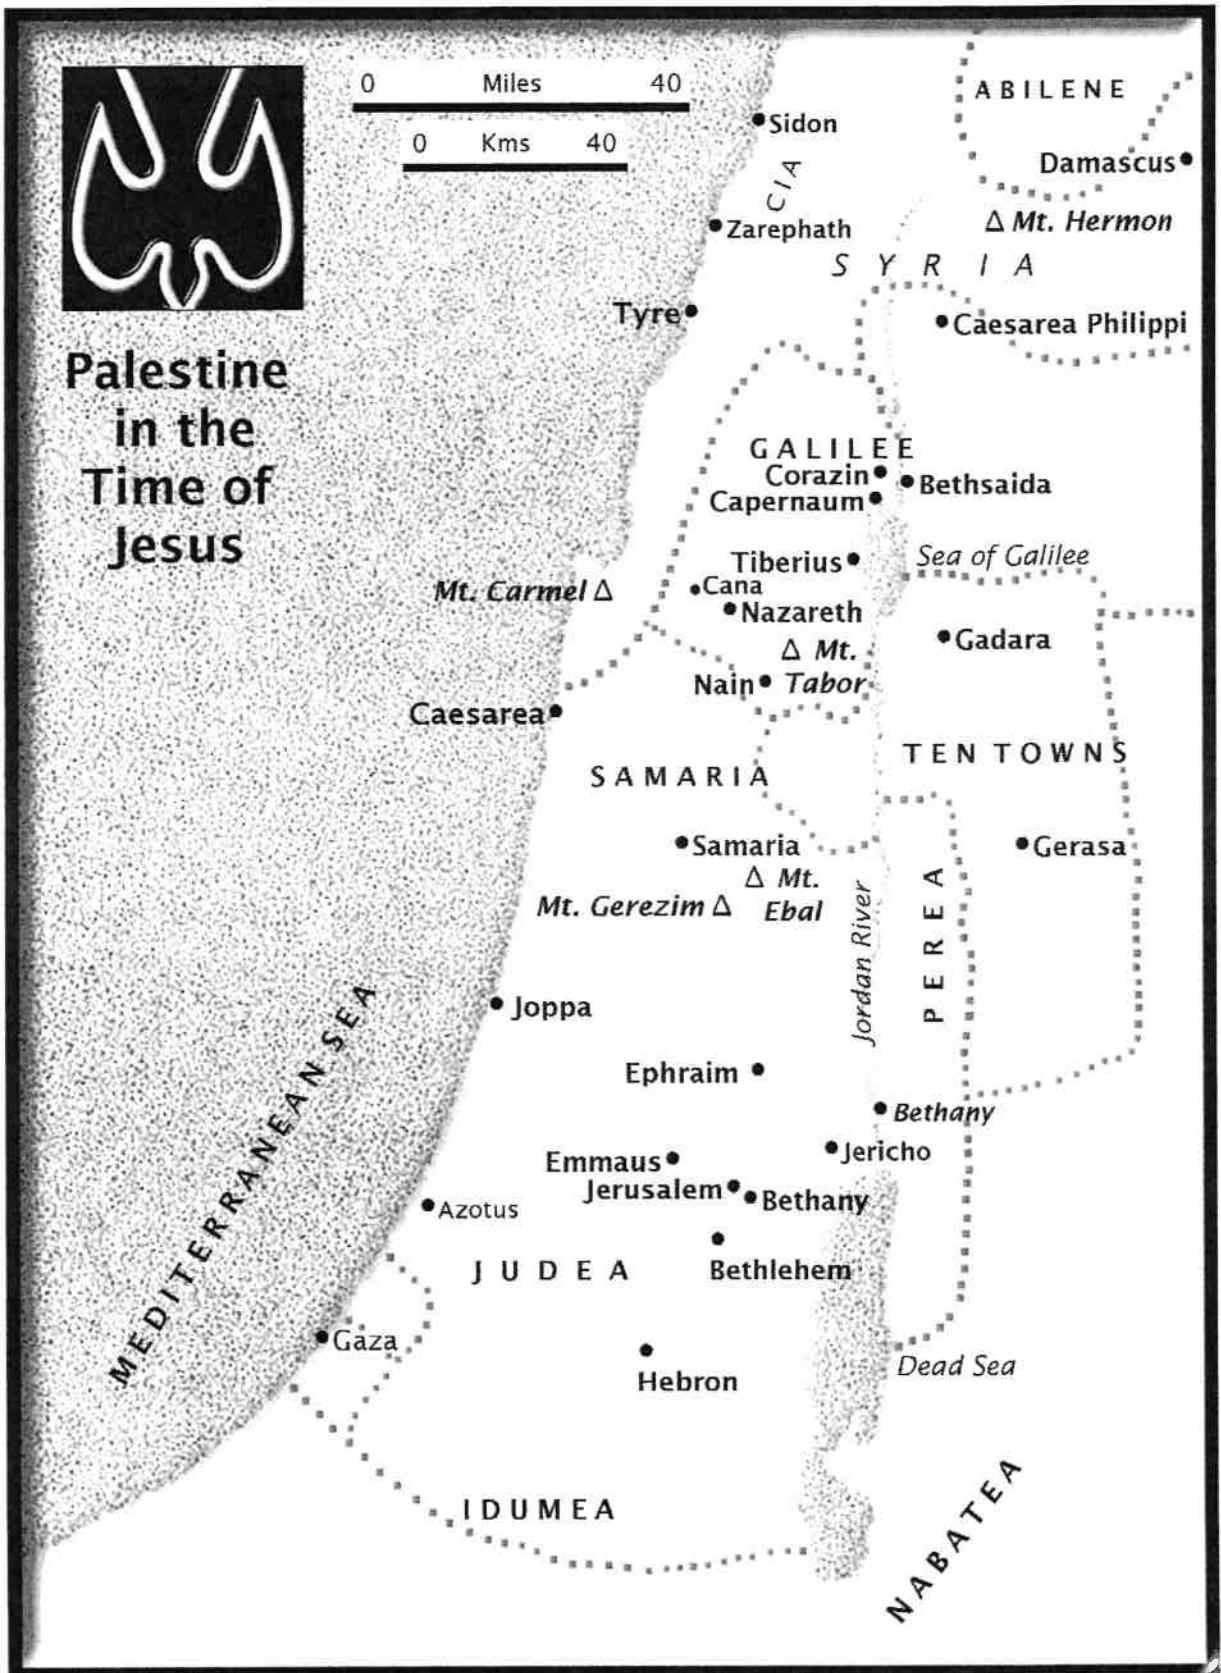 0 Miles 40
0 Kms 40
Palestine
in the
Time of
Jesus
ABILENE
Sidon
Damascus
CIA
Mt. Hermon
Zarephath
SYRIA
Tyre
Caesarea Philippi
GALILEE
Corazin
Bethsaida
Capernaum
Sea of Galilee
Tiberius
Cana
Mt. Carmel
Nazareth
Gadara
Mt.
Tabor
Nain
Caesarea
TEN TOWNS
SAMARIA
Samaria
Gerasa
Mt.
Ebal
Mt. Gerezim
Jordan River
PEREA
Joppa
MEDITERRANEAN SEA
Ephraim
Bethany
Jericho
Emmaus
Jerusalem
Bethany
Azotus
JUDEA
Bethlehem
Gaza
Dead Sea
Hebron
IDUMEA
NABATEA